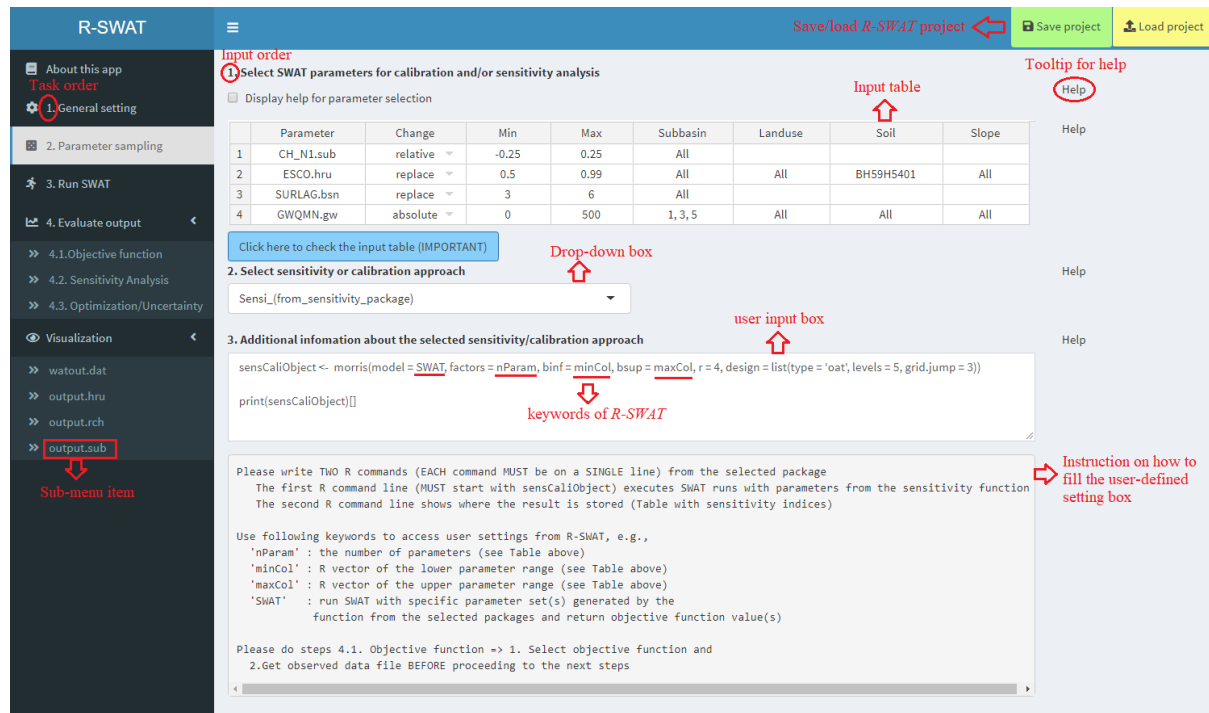 R-SWAT
Save/load R-SWAT project
Save project
Load project
About this app
Task order
1. General setting
2. Parameter sampling
3. Run SWAT
4. Evaluate output
4.1.Objective function
4.2. Sensitivity Analysis
4.3. Optimization/Uncertainty
Visualization
watout.dat
output.hru
output.rch
output.sub
Sub-menu item
Input order
1. Select SWAT parameters for calibration and/or sensitivity analysis
Tooltip for help
Display help for parameter selection
Input table
Help
Parameter Change Min Max Subbasin Landuse Soil Slope
Help
1 CH_N1.sub relative -0.25 0.25 All
2 ESCO.hru replace 0.5 0.99 All All BH59H5401 All
3 SURLAG.bsn replace 3 6 All
4 GWQMN.gw absolute 0 500 1, 3, 5 All All All
Click here to check the input table (IMPORTANT)
Drop-down box
2. Select sensitivity or calibration approach
Help
Sensi_(from_sensitivity_package)
user input box
3. Additional infomation about the selected sensitivity/calibration approach
Help
sensCaliObject <- morris(model = SWAT, factors = nParam, binf = minCol, bsup = maxCol, r = 4, design = list(type = 'oat', levels = 5, grid.jump = 3))
print(sensCaliObject)[]
keywords of R-SWAT
Please write TWO R commands (EACH command MUST be on a SINGLE line) from the selected package
The first R command line (MUST start with sensCaliObject) executes SWAT runs with parameters from the sensitivity function
The second R command line shows where the result is stored (Table with sensitivity indices)
Use following keywords to access user settings from R-SWAT, e.g.,
'nParam' : the number of parameters (see Table above)
'minCol' : R vector of the lower parameter range (see Table above)
'maxCol' : R vector of the upper parameter range (see Table above)
'SWAT' : run SWAT with specific parameter set(s) generated by the
function from the selected packages and return objective function value(s)
Please do steps 4.1. Objective function => 1. Select objective function and
2.Get observed data file BEFORE proceeding to the next steps
Instruction on how to
fill the user-defined
setting box